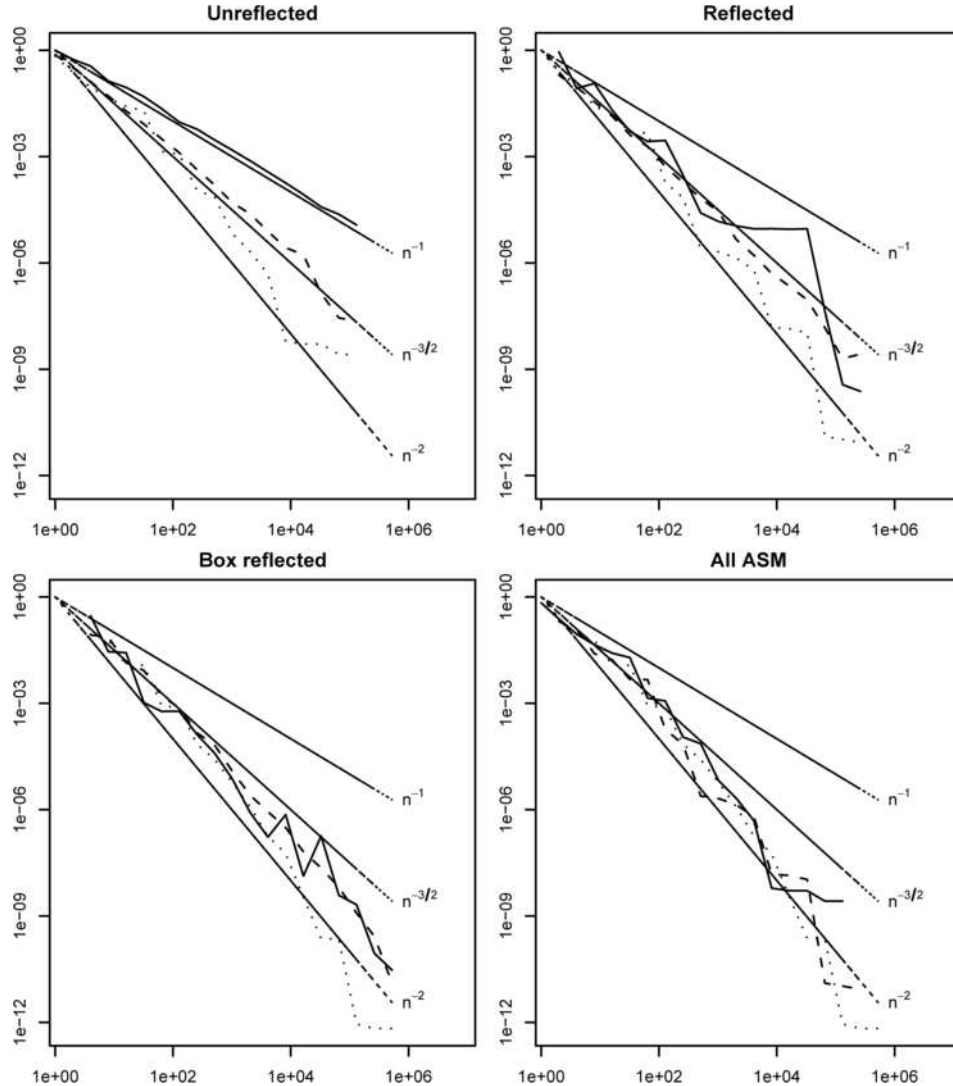 Unreflected
1e+00
1e-03
1e-06
1e-09
1e-12
n⁻¹
n⁻³/²
n⁻²
1e+00 1e+02 1e+04 1e+06
Reflected
1e+00
1e-03
1e-06
1e-09
1e-12
n⁻¹
n⁻³/²
n⁻²
1e+00 1e+02 1e+04 1e+06
Box reflected
1e+00
1e-03
1e-06
1e-09
1e-12
n⁻¹
n⁻³/²
n⁻²
1e+00 1e+02 1e+04 1e+06
All ASM
1e+00
1e-03
1e-06
1e-09
1e-12
n⁻¹
n⁻³/²
n⁻²
1e+00 1e+02 1e+04 1e+06